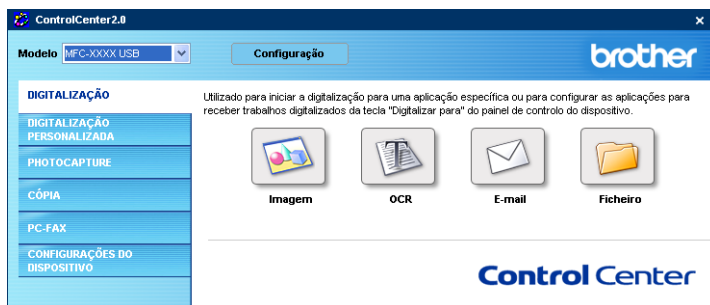 ControlCenter2.0
Modelo MFC-XXXX USB
Configuração
brother
DIGITALIZAÇÃO
Utilizado para iniciar a digitalização para uma aplicação específica ou para configurar as aplicações para
receber trabalhos digitalizados da tecla "Digitalizar para" do painel de controlo do dispositivo.
DIGITALIZAÇÃO
PERSONALIZADA
PHOTOCAPTURE
CÓPIA
PC-FAX
CONFIGURAÇÕES DO
DISPOSITIVO
Imagem
OCR
E-mail
Ficheiro
Control Center